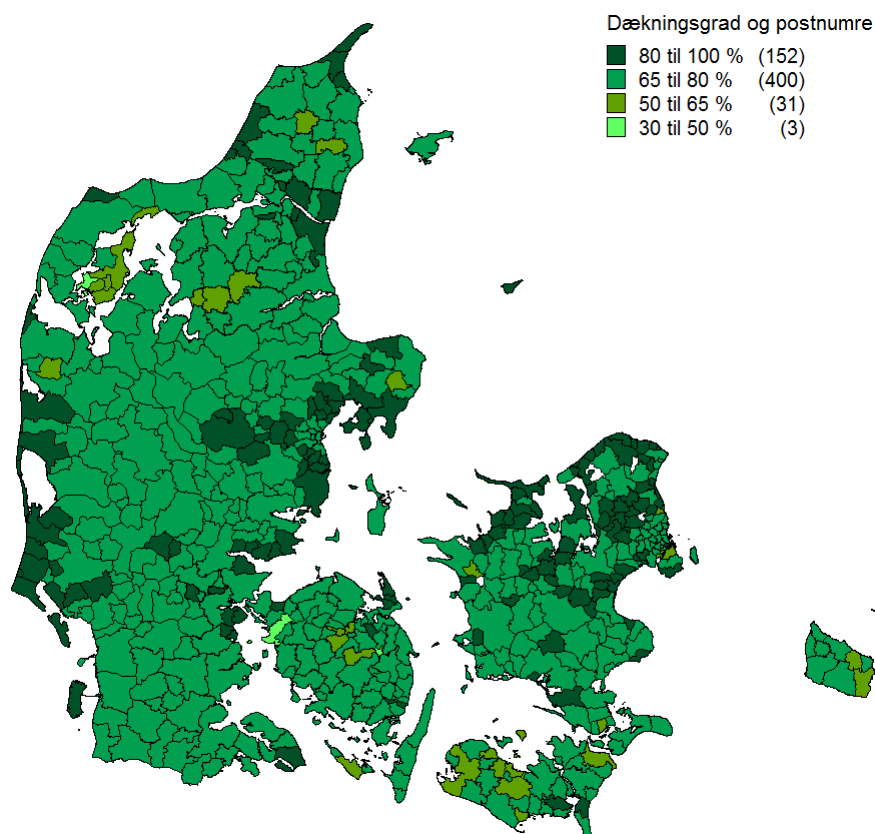 Dækningsgrad og postnumre
80 til 100 % (152)
65 til 80 % (400)
50 til 65 % (31)
30 til 50 % (3)